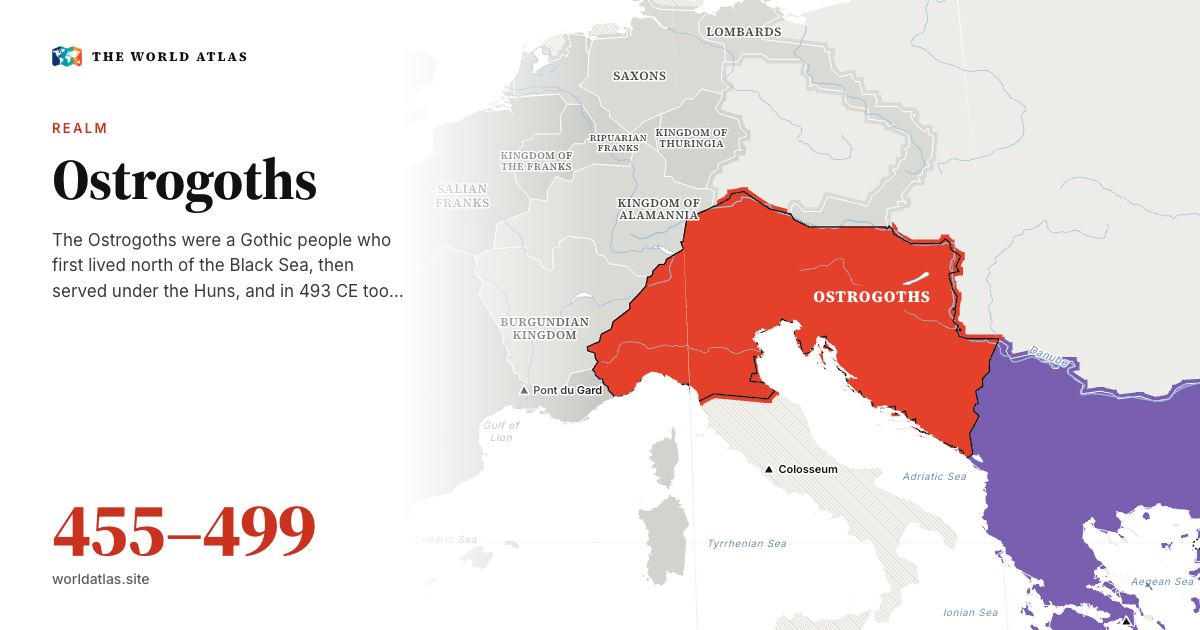 THE WORLD ATLAS
REALM
Ostrogoths
The Ostrogoths were a Gothic people who
first lived north of the Black Sea, then
served under the Huns, and in 493 CE too...
455–499
worldatlas.site
LOMBARDS
SAXONS
RIPUARIAN
FRANKS
KINGDOM OF
THURINGIA
KINGDOM OF
THE FRANKS
SALIAN
FRANKS
KINGDOM OF
ALAMANNIA
OSTROGOTHS
BURGUNDIAN
KINGDOM
Danube
Pont du Gard
Gulf of
Lion
Colosseum
Adriatic Sea
Balearic Sea
Tyrrhenian Sea
Aegean Sea
Ionian Sea